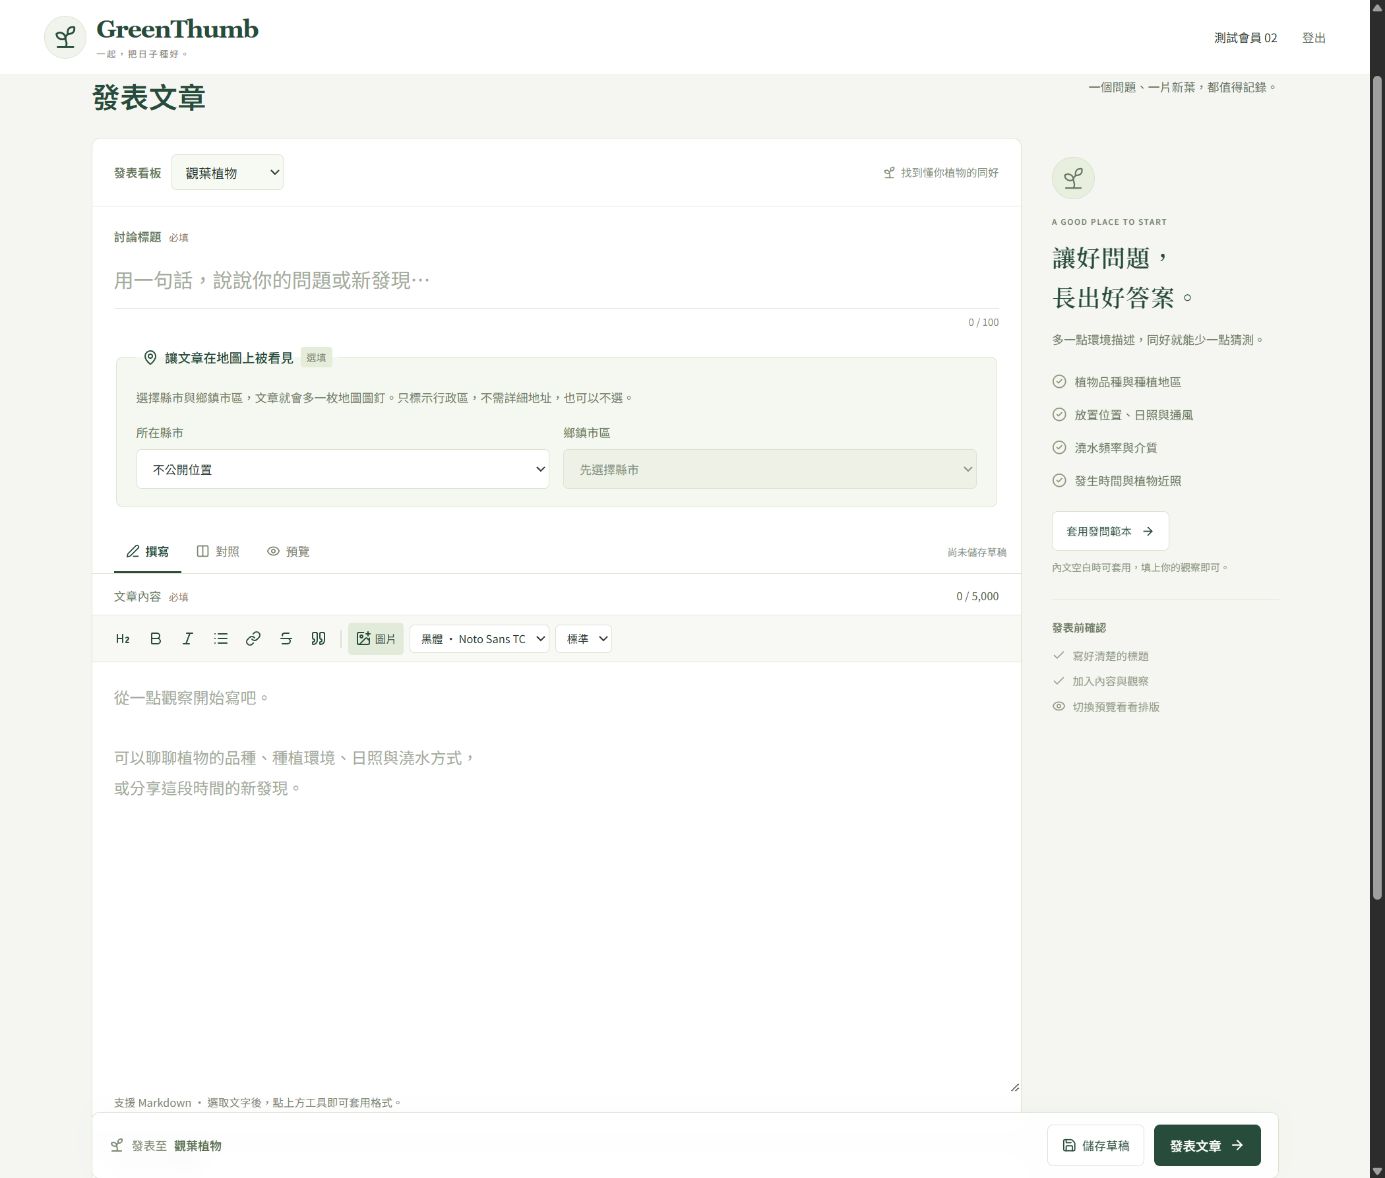 GreenThumb
一起，把日子種好。
測試會員 02
登出
發表文章
一個問題、一片新葉，都值得記錄。
發表看板
觀葉植物
找到懂你植物的同好
討論標題 必填
用一句話，說說你的問題或新發現⋯
0 / 100
讓文章在地圖上被看見 選填
選擇縣市與鄉鎮市區，文章就會多一枚地圖圖釘。只標示行政區，不需詳細地址，也可以不選。
所在縣市
鄉鎮市區
不公開位置
先選擇縣市
撰寫
對照
預覽
尚未儲存草稿
文章內容 必填
0 / 5,000
H2 B I S 圖片 黑體・Noto Sans TC 標準
從一點觀察開始寫吧。
可以聊聊植物的品種、種植環境、日照與澆水方式，
或分享這段時間的新發現。
支援 Markdown・選取文字後，點上方工具即可套用格式。
A GOOD PLACE TO START
讓好問題，
長出好答案。
多一點環境描述，同好就能少一點猜測。
植物品種與種植地區
放置位置、日照與通風
澆水頻率與介質
發生時間與植物近照
套用發問範本
內文空白時可套用，填上你的觀察即可。
發表前確認
寫好清楚的標題
加入內容與觀察
切換預覽看看排版
發表至 觀葉植物
儲存草稿
發表文章